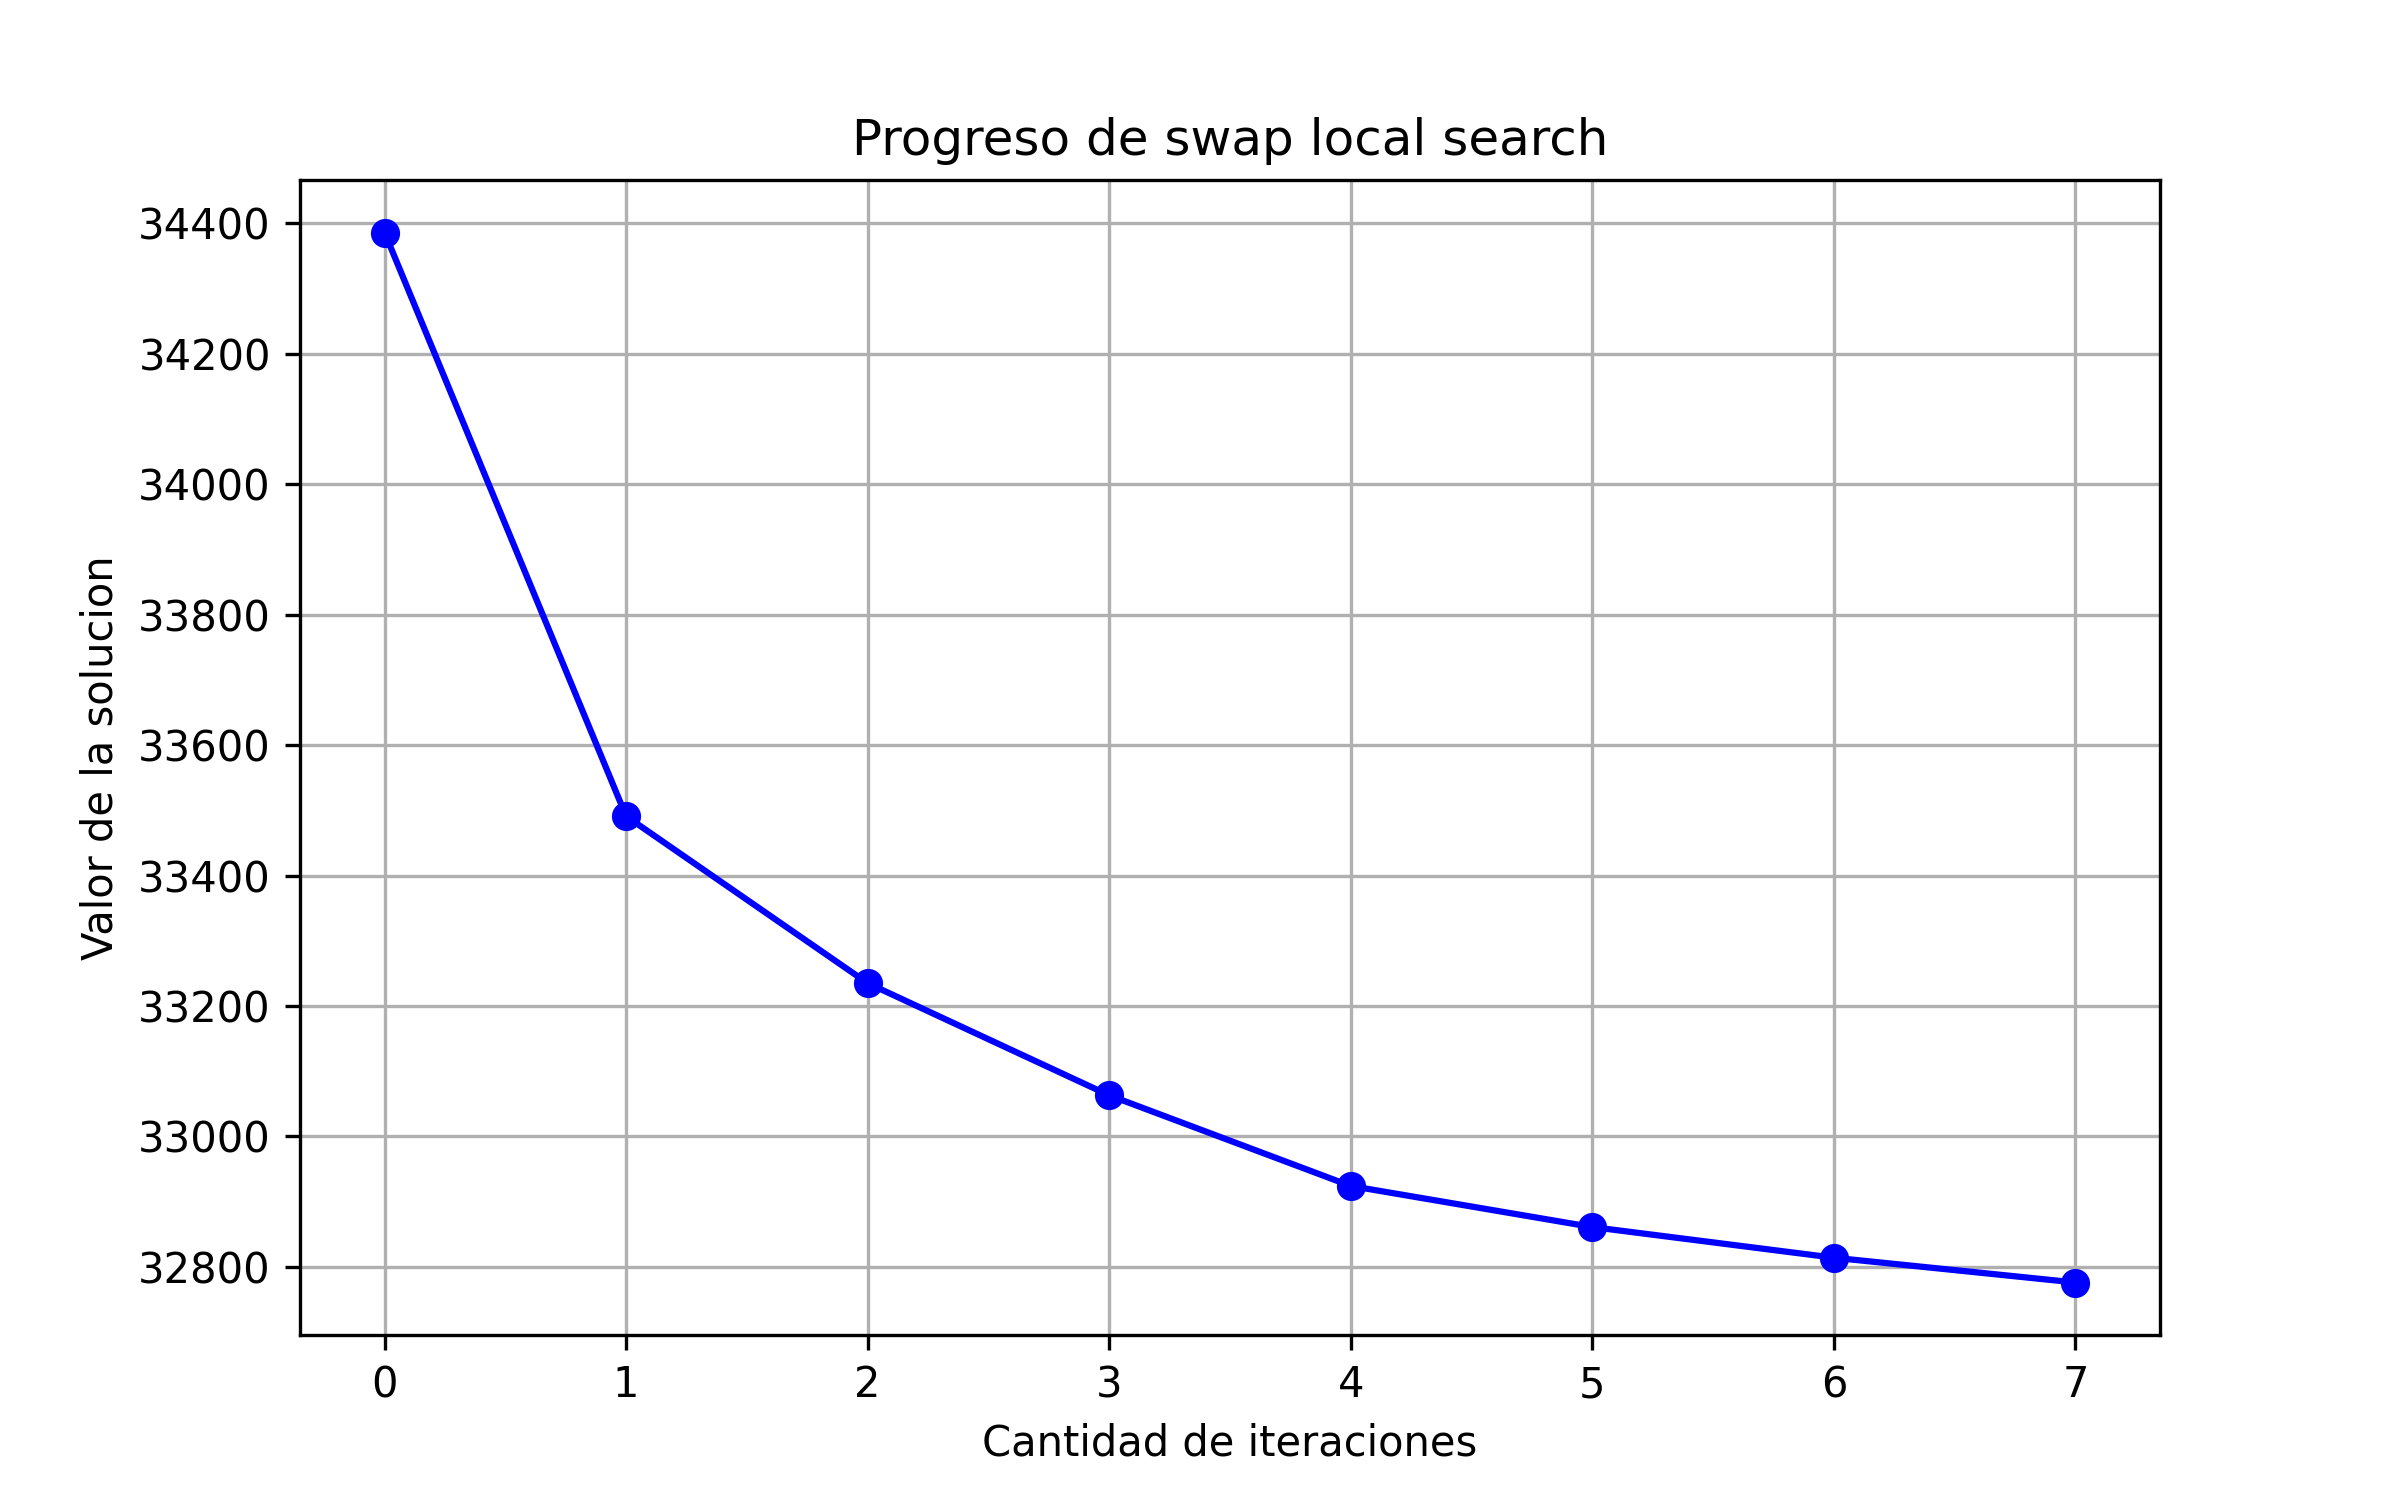 Progreso de swap local search
34400
34200
34000
33800
33600
33400
33200
33000
32800
Valor de la solucion
0 1 2 3 4 5 6 7
Cantidad de iteraciones